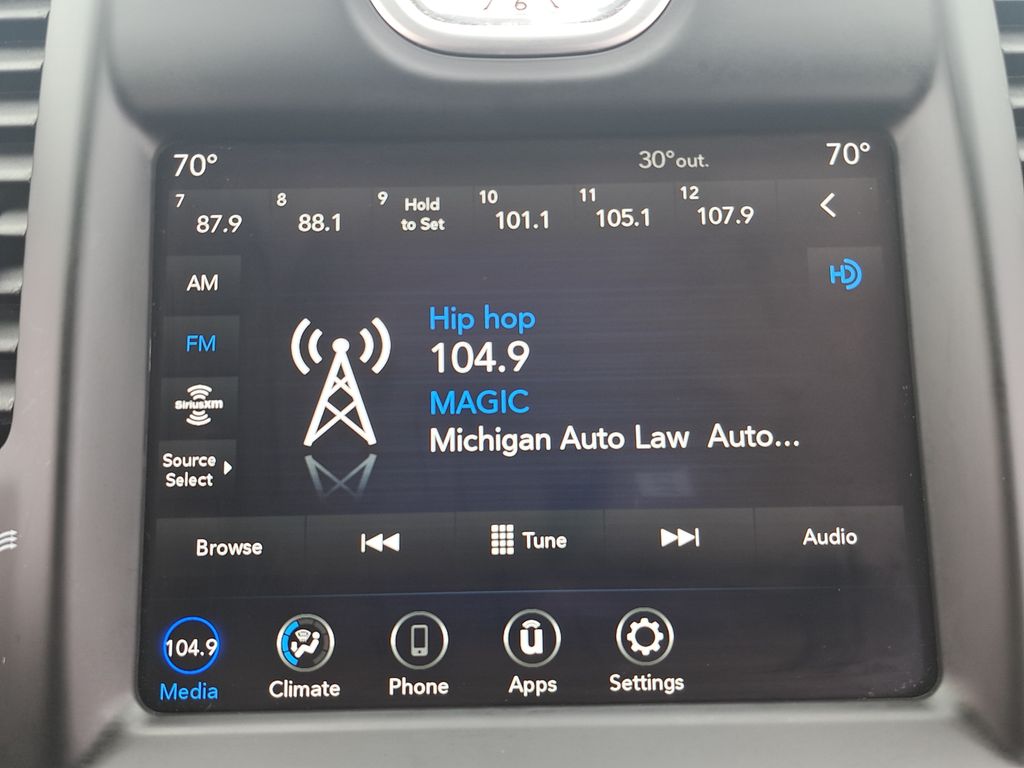 6
70° 30° out. 70°
7 87.9 8 88.1 9 Hold to Set 10 101.1 11 105.1 12 107.9
AM
HD
FM
Hip hop
104.9
SiriusXm
MAGIC
Michigan Auto Law Auto...
Source
Select
Browse Tune Audio
104.9
Media Climate Phone Apps Settings